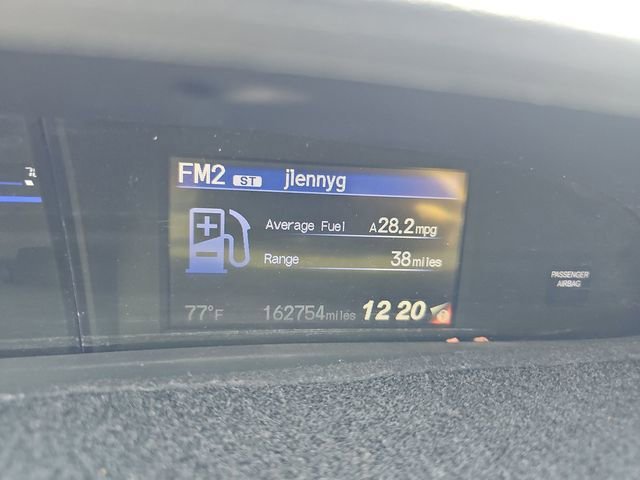 FM2 ST jlennyg
Average Fuel A28.2mpg
Range 38miles
77°F 162754miles 12 20
PASSENGER
AIRBAG